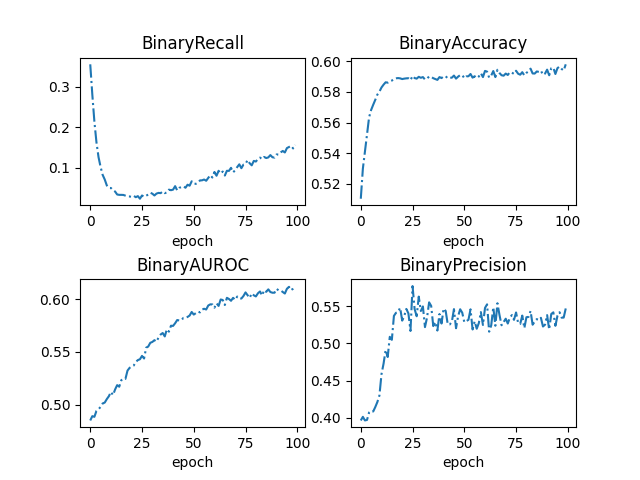 BinaryRecall
0.3
0.2
0.1
0 25 50 75 100
epoch
BinaryAccuracy
0.60
0.58
0.56
0.54
0.52
0 25 50 75 100
epoch
BinaryAUROC
0.60
0.55
0.50
0 25 50 75 100
epoch
BinaryPrecision
0.55
0.50
0.45
0.40
0 25 50 75 100
epoch